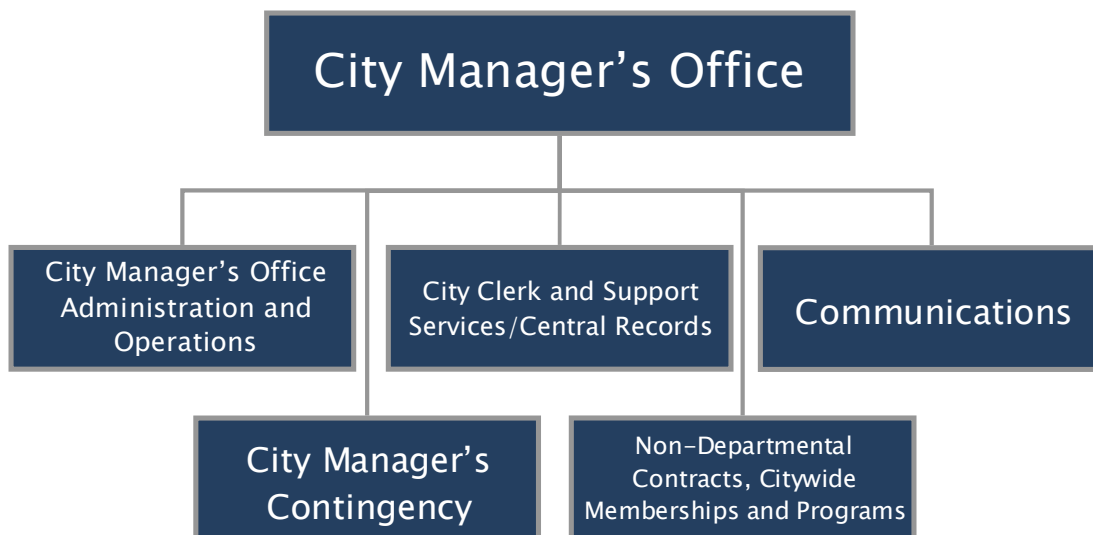 City Manager’s Office
City Manager’s Office
Administration and
Operations
City Clerk and Support
Services/Central Records
Communications
City Manager’s
Contingency
Non-Departmental
Contracts, Citywide
Memberships and Programs